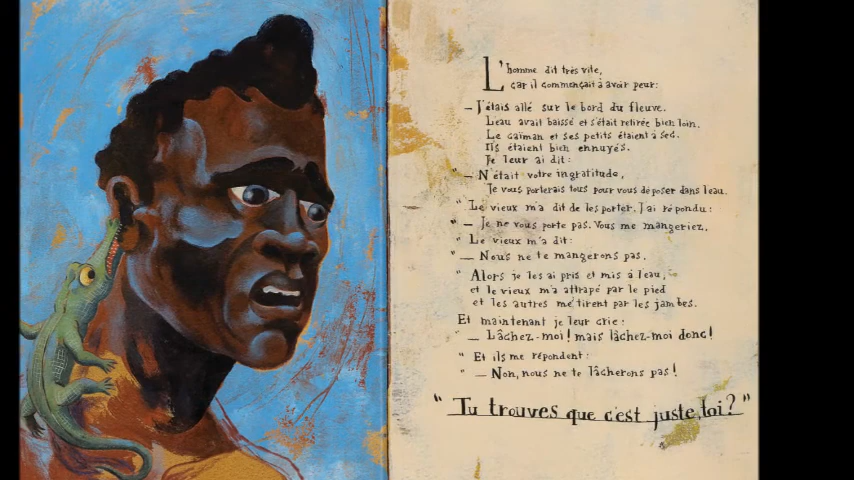 L'homme dit très vite,
car il commençait à avoir peur:
— J'étais allé sur le bord du fleuve.
L'eau avait baissé et s'était retirée bien loin.
Le caïman et ses petits étaient à sec.
Ils étaient bien ennuyés.
Je leur ai dit:
" — N'était votre ingratitude,
Je vous porterais tous pour vous déposer dans l'eau.
" Le vieux m'a dit de les porter. J'ai répondu:
" — Je ne vous porte pas. Vous me mangeriez.
" Le vieux m'a dit:
" — Nous ne te mangerons pas.
" Alors je les ai pris et mis à l'eau,
et le vieux m'a attrapé par le pied
et les autres me tirent par les jambes.
Et maintenant je leur crie:
" — Lâchez-moi! mais lâchez-moi donc!
" Et ils me répondent:
" — Non, nous ne te lâcherons pas!
" Tu trouves que c'est juste, toi? "